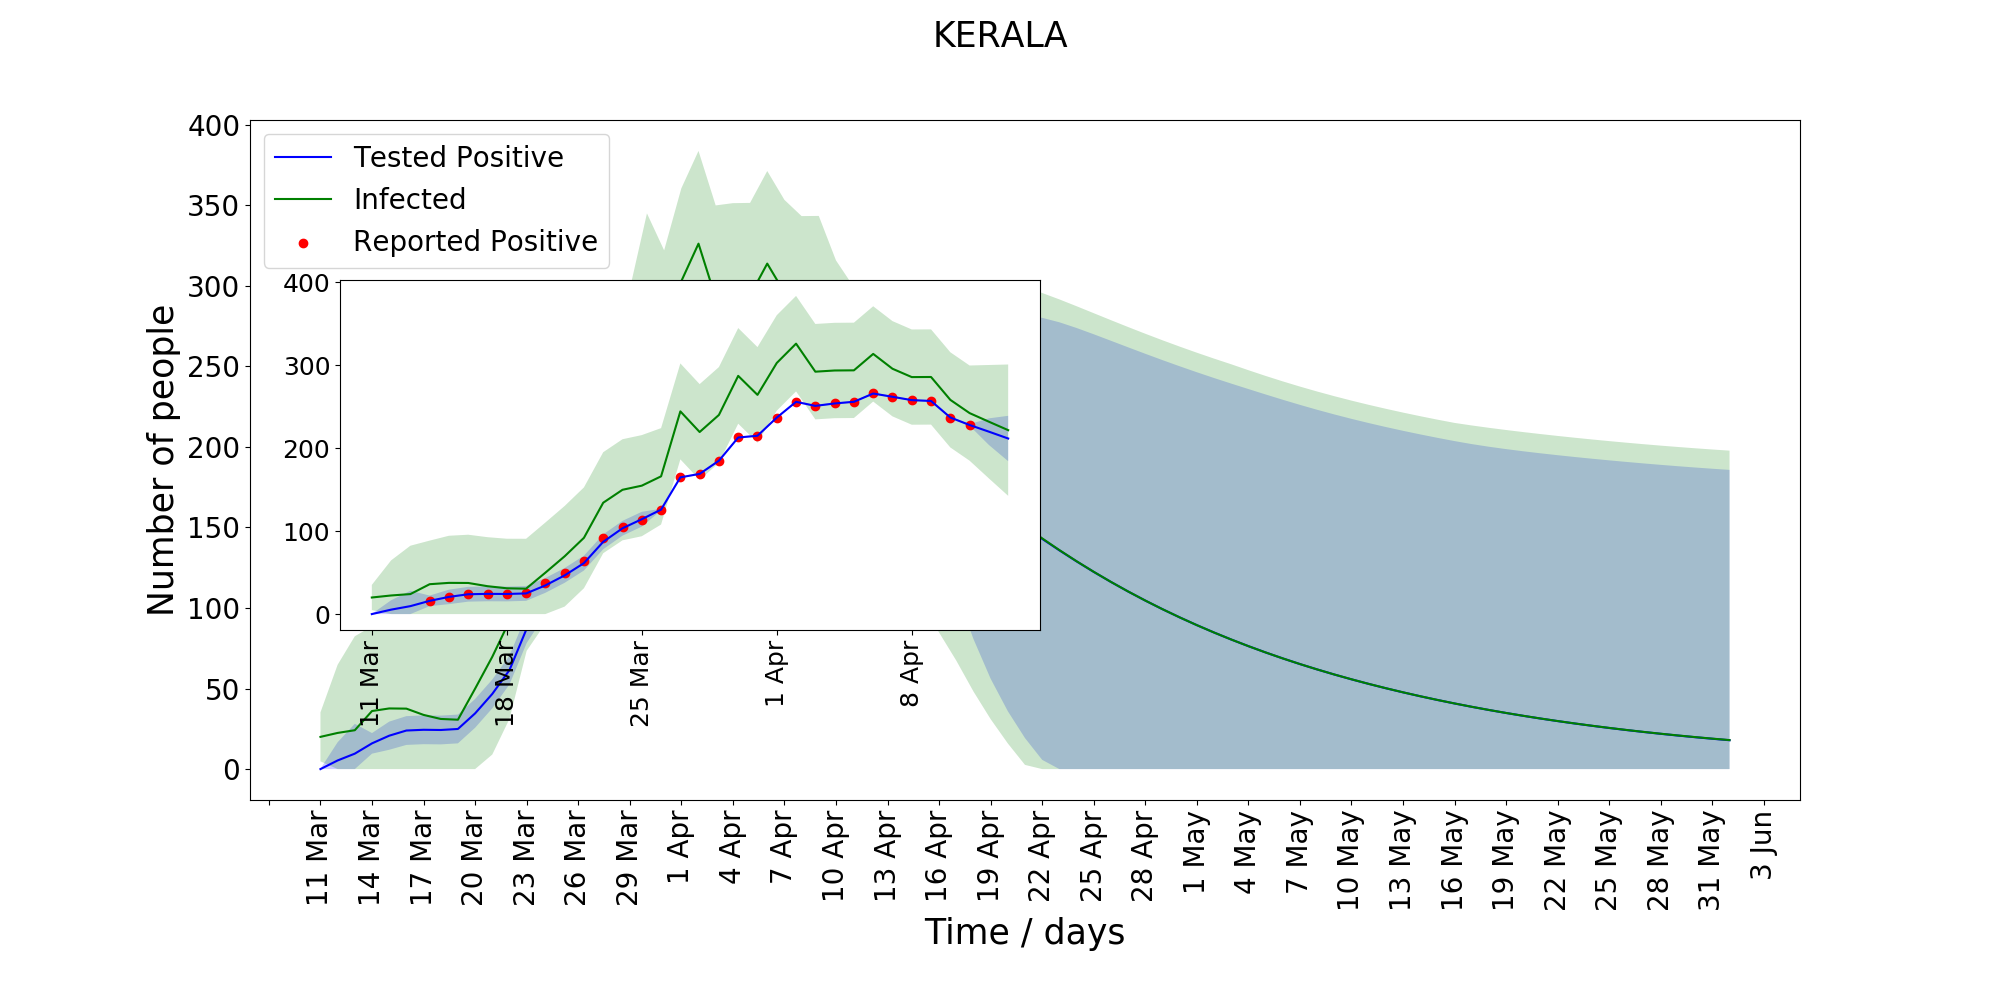 KERALA
400
350
300
250
200
150
100
50
0
Number of people
Tested Positive
Infected
Reported Positive
400
300
200
100
0
11 Mar
18 Mar
25 Mar
1 Apr
8 Apr
11 Mar
14 Mar
17 Mar
20 Mar
23 Mar
26 Mar
29 Mar
1 Apr
4 Apr
7 Apr
10 Apr
13 Apr
16 Apr
19 Apr
22 Apr
25 Apr
28 Apr
1 May
4 May
7 May
10 May
13 May
16 May
19 May
22 May
25 May
28 May
31 May
3 Jun
Time / days